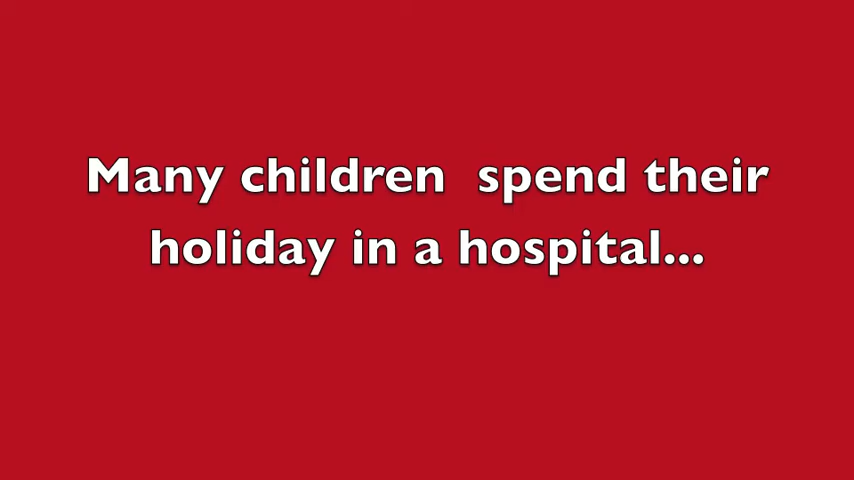 Many children  spend their
holiday in a hospital...